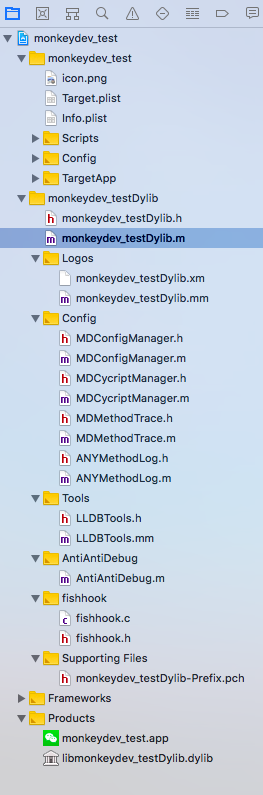 monkeydev_test
monkeydev_test
icon.png
Target.plist
Info.plist
Scripts
Config
TargetApp
monkeydev_testDylib
monkeydev_testDylib.h
monkeydev_testDylib.m
Logos
monkeydev_testDylib.xm
monkeydev_testDylib.mm
Config
MDConfigManager.h
MDConfigManager.m
MDCycriptManager.h
MDCycriptManager.m
MDMethodTrace.h
MDMethodTrace.m
ANYMethodLog.h
ANYMethodLog.m
Tools
LLDBTools.h
LLDBTools.mm
AntiAntiDebug
AntiAntiDebug.m
fishhook
fishhook.c
fishhook.h
Supporting Files
monkeydev_testDylib-Prefix.pch
Frameworks
Products
monkeydev_test.app
libmonkeydev_testDylib.dylib